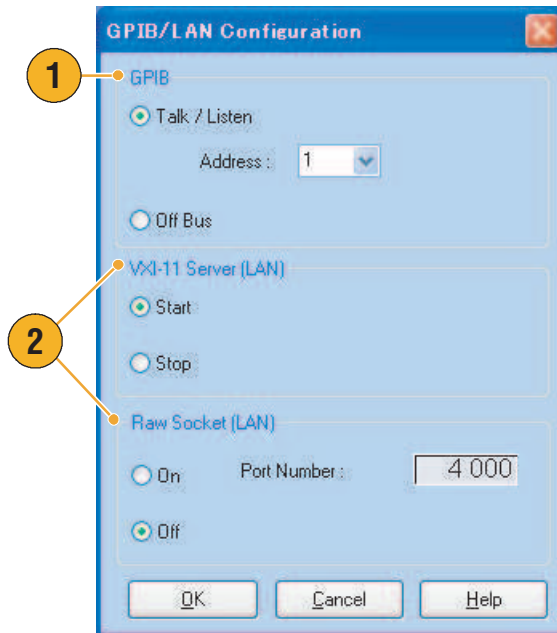 GPIB/LAN Configuration
1
GPIB
Talk / Listen
Address :
1
Off Bus
VXI-11 Server (LAN)
Start
2
Stop
Raw Socket (LAN)
On
Port Number :
4 000
Off
OK
Cancel
Help